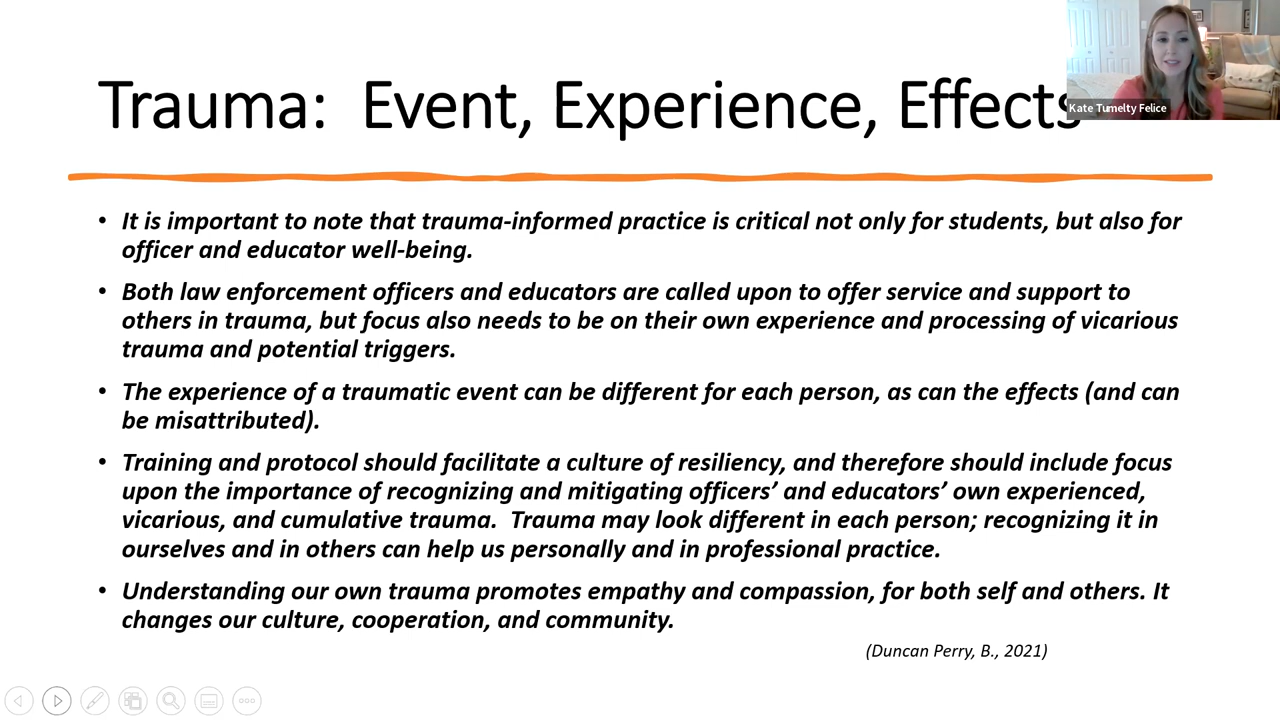 Trauma: Event, Experience, Effects
Kate Tumelty Felice
• It is important to note that trauma-informed practice is critical not only for students, but also for
officer and educator well-being.
• Both law enforcement officers and educators are called upon to offer service and support to
others in trauma, but focus also needs to be on their own experience and processing of vicarious
trauma and potential triggers.
• The experience of a traumatic event can be different for each person, as can the effects (and can
be misattributed).
• Training and protocol should facilitate a culture of resiliency, and therefore should include focus
upon the importance of recognizing and mitigating officers’ and educators’ own experienced,
vicarious, and cumulative trauma.  Trauma may look different in each person; recognizing it in
ourselves and in others can help us personally and in professional practice.
• Understanding our own trauma promotes empathy and compassion, for both self and others. It
changes our culture, cooperation, and community.
(Duncan Perry, B., 2021)